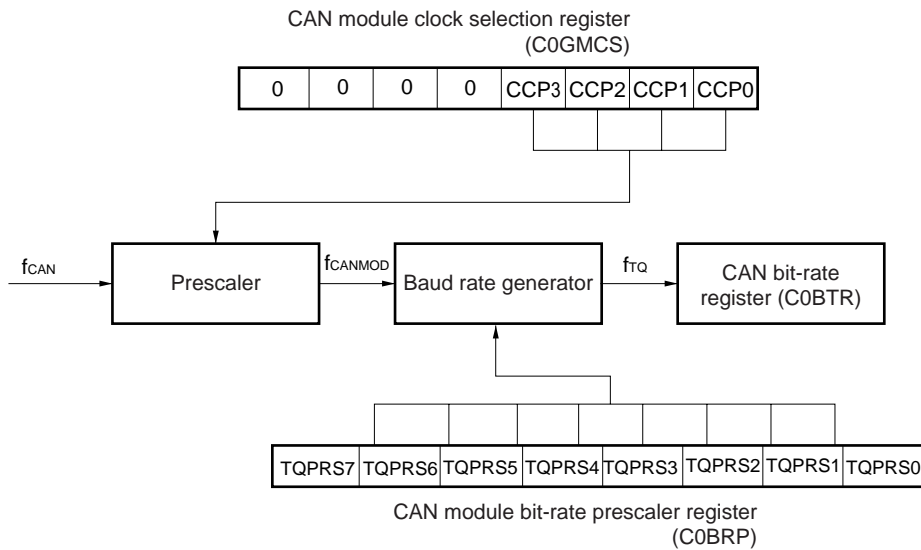 CAN module clock selection register
(C0GMCS)
0 0 0 0 CCP3 CCP2 CCP1 CCP0
fCAN
Prescaler
fCANMOD
Baud rate generator
fTQ
CAN bit-rate
register (C0BTR)
TQPRS7 TQPRS6 TQPRS5 TQPRS4 TQPRS3 TQPRS2 TQPRS1 TQPRS0
CAN module bit-rate prescaler register
(C0BRP)